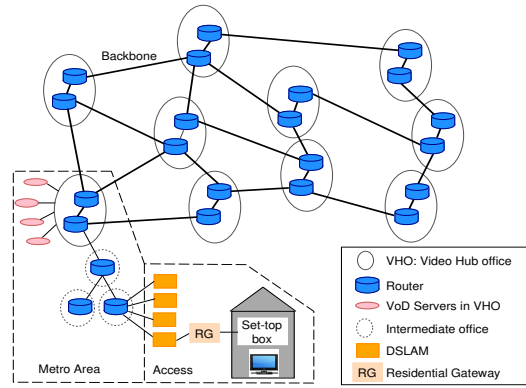 Backbone
VHO: Video Hub office
Router
VoD Servers in VHO
Intermediate office
DSLAM
RG
Residential Gateway
RG
Set-top
box
Metro Area
Access